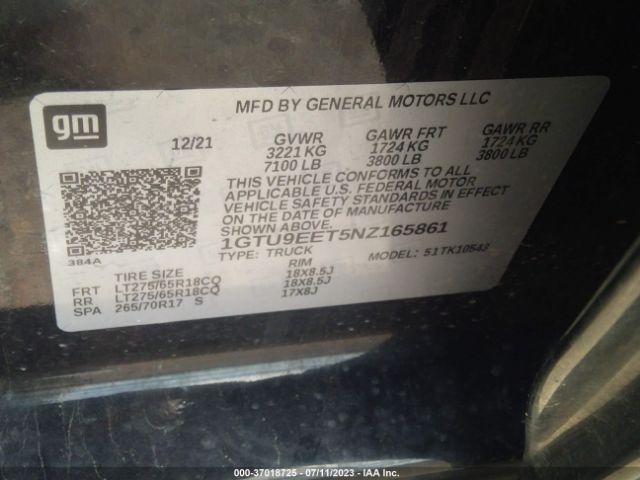 gm
MFD BY GENERAL MOTORS LLC
12/21 GVWR GAWR FRT GAWR RR
3221 KG 1724 KG 1724 KG
7100 LB 3800 LB 3800 LB
THIS VEHICLE CONFORMS TO ALL
APPLICABLE U.S. FEDERAL MOTOR
VEHICLE SAFETY STANDARDS IN EFFECT
ON THE DATE OF MANUFACTURE
SHOWN ABOVE.
1GTU9EET5NZ165861
TYPE: TRUCK MODEL: 51TK10543
384A
TIRE SIZE RIM
FRT LT275/65R18CQ 18X8.5J
RR LT275/65R18CQ 18X8.5J
SPA 265/70R17 S 17X8J
000-37018725 - 07/11/2023 - IAA Inc.